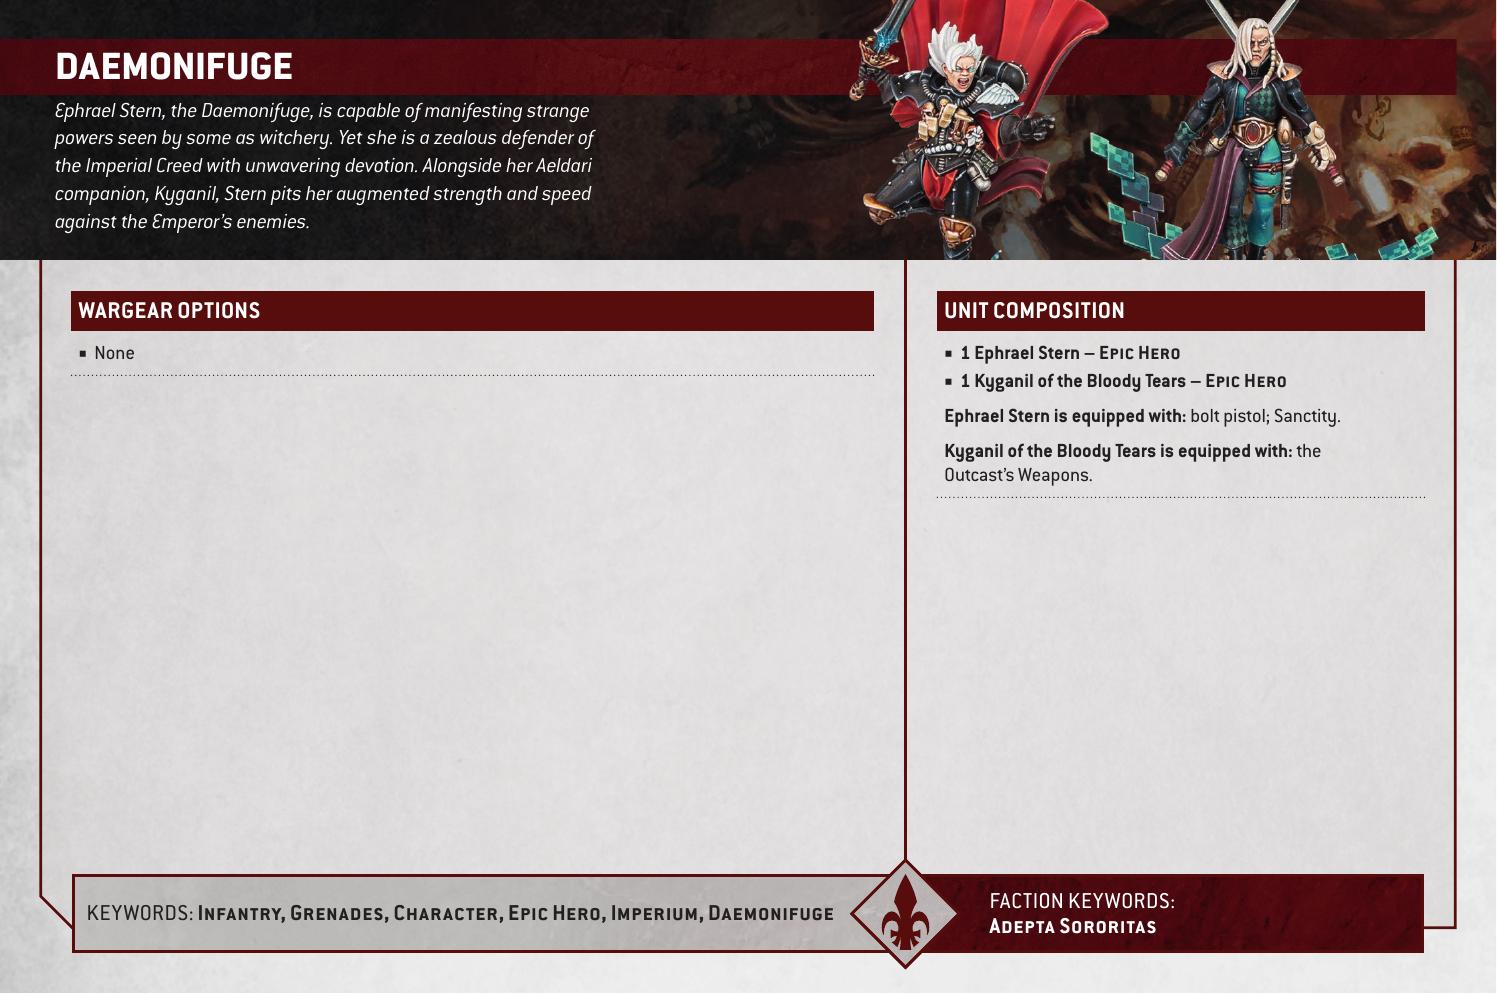 DAEMONIFUGE
Ephrael Stern, the Daemonifuge, is capable of manifesting strange
powers seen by some as witchery. Yet she is a zealous defender of
the Imperial Creed with unwavering devotion. Alongside her Aeldari
companion, Kyganil, Stern pits her augmented strength and speed
against the Emperor's enemies.
WARGEAR OPTIONS
■ None
UNIT COMPOSITION
■ 1 Ephrael Stern – Epic Hero
■ 1 Kyganil of the Bloody Tears – Epic Hero
Ephrael Stern is equipped with: bolt pistol; Sanctity.
Kyganil of the Bloody Tears is equipped with: the
Outcast's Weapons.
KEYWORDS: Infantry, Grenades, Character, Epic Hero, Imperium, Daemonifuge
FACTION KEYWORDS:
Adepta Sororitas